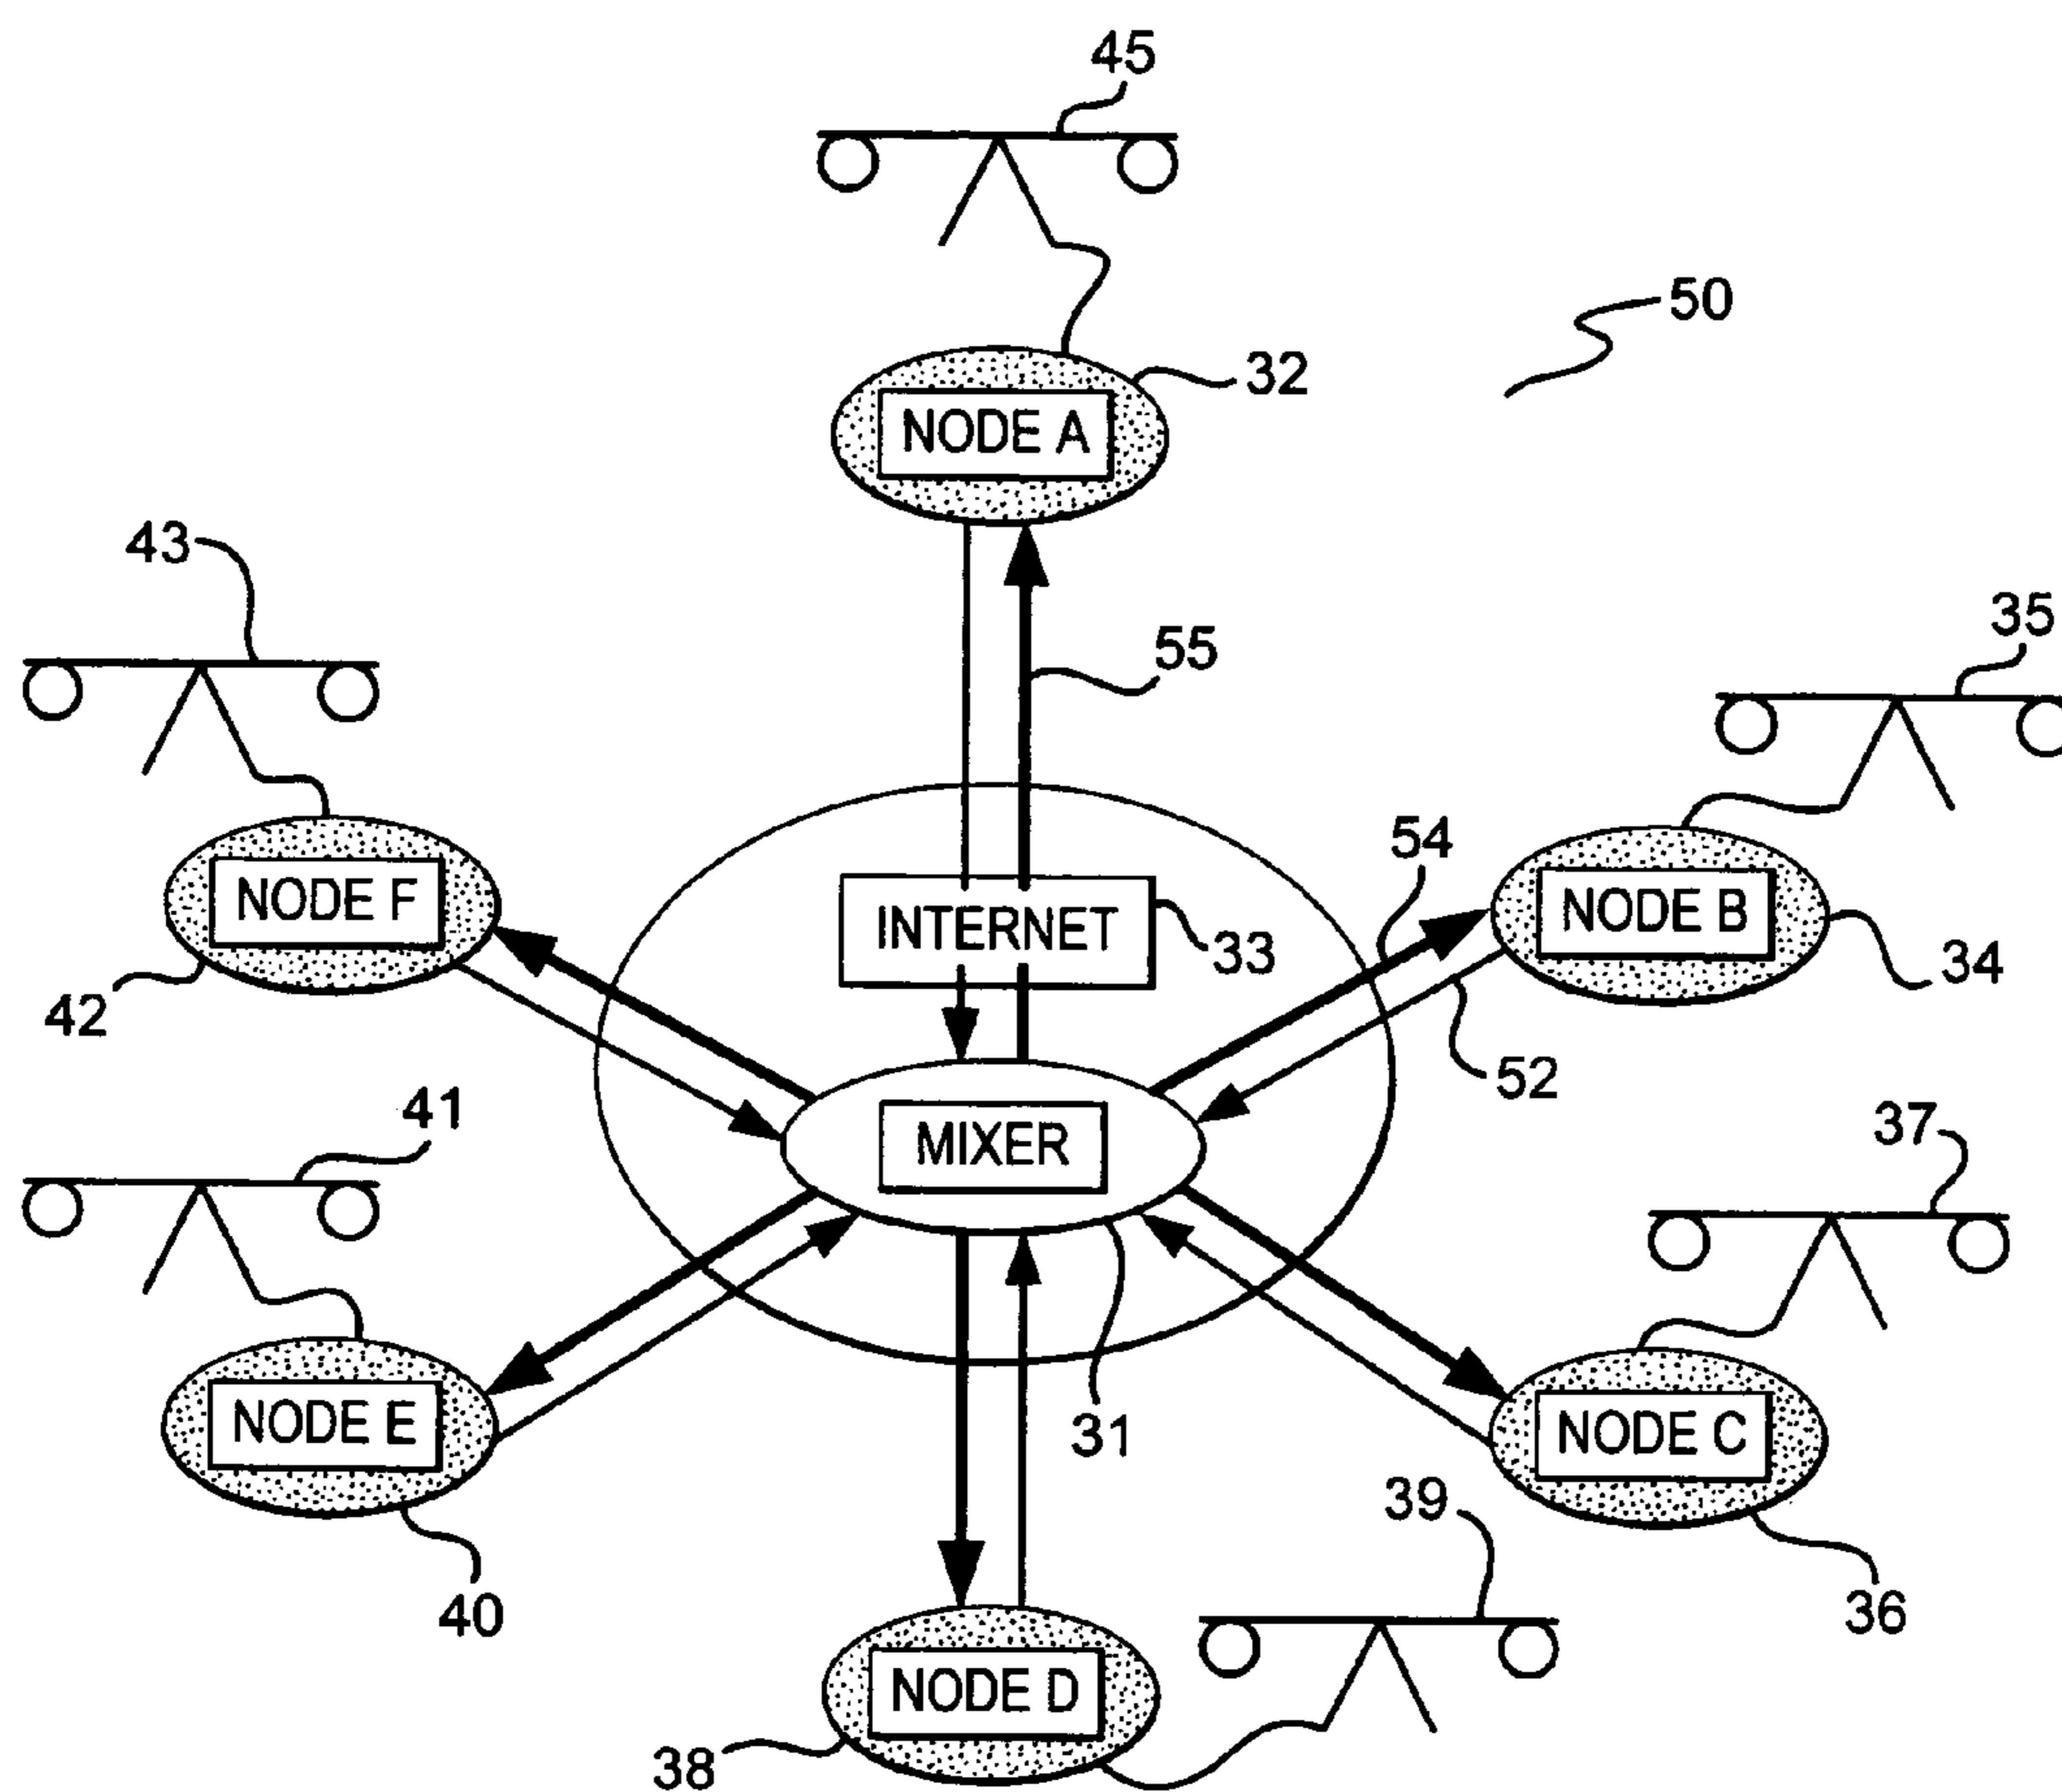 45
50
32
NODE A
43
55
35
54
NODE F
INTERNET
33
NODE B
34
42
52
41
MIXER
37
31
NODE E
NODE C
39
40
36
NODE D
38